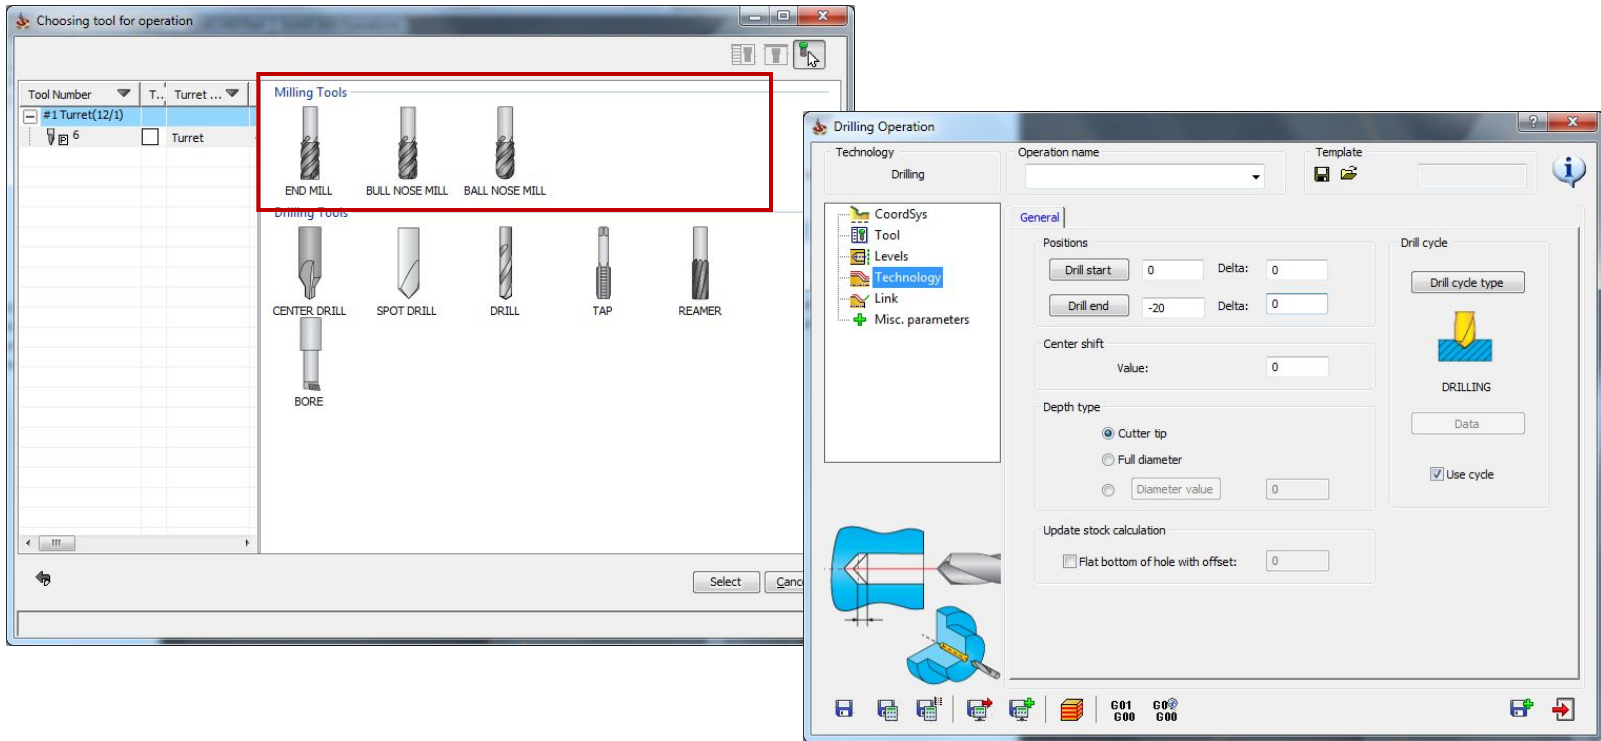 Choosing tool for operation
Tool Number T.. Turret ...
#1 Turret(12/1)
6 Turret
Milling Tools
END MILL BULL NOSE MILL BALL NOSE MILL
Drilling Tools
CENTER DRILL SPOT DRILL DRILL TAP REAMER
BORE
Select Canc
Drilling Operation
Technology
Drilling
Operation name
Template
CoordSys
Tool
Levels
Technology
Link
Misc. parameters
General
Positions
Drill start 0 Delta: 0
Drill end -20 Delta: 0
Center shift
Value: 0
Depth type
Cutter tip
Full diameter
Diameter value 0
Update stock calculation
Flat bottom of hole with offset: 0
Drill cycle
Drill cycle type
DRILLING
Data
Use cycle
G01
G00
G00